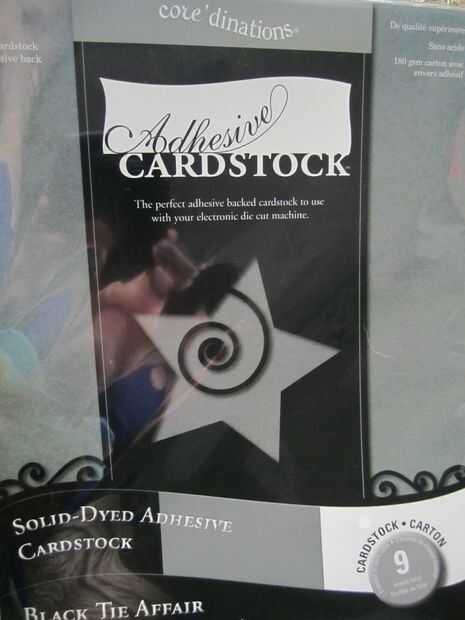 core'dinations®
ardstock
sive back
De qualité supérieure
Sans acide
180 gsm carton avec
envers adhésif
Adhesive
CARDSTOCK
The perfect adhesive backed cardstock to use
with your electronic die cut machine.
SOLID-DYED ADHESIVE
CARDSTOCK
CARDSTOCK • CARTON
9
BLACK TIE AFFAIR